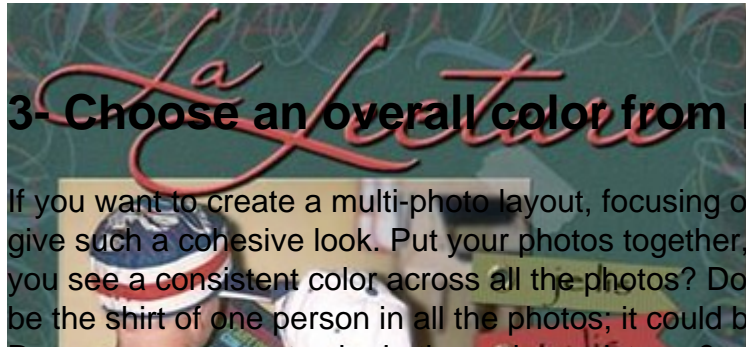 La Lecture
3- Choose an overall color from
If you want to create a multi-photo layout, focusing
give such a cohesive look. Put your photos together,
you see a consistent color across all the photos? Do
be the shirt of one person in all the photos; it could